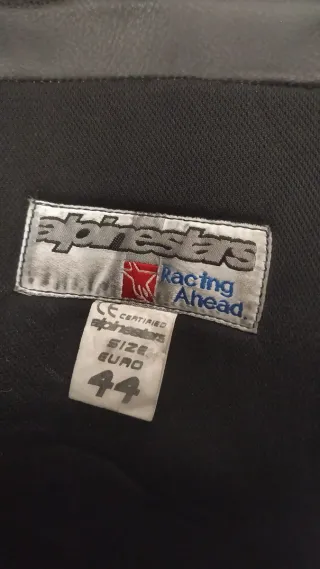 alpinestars
Racing
Ahead
CE CERTIFIED
alpinestars
SIZE
EURO
44